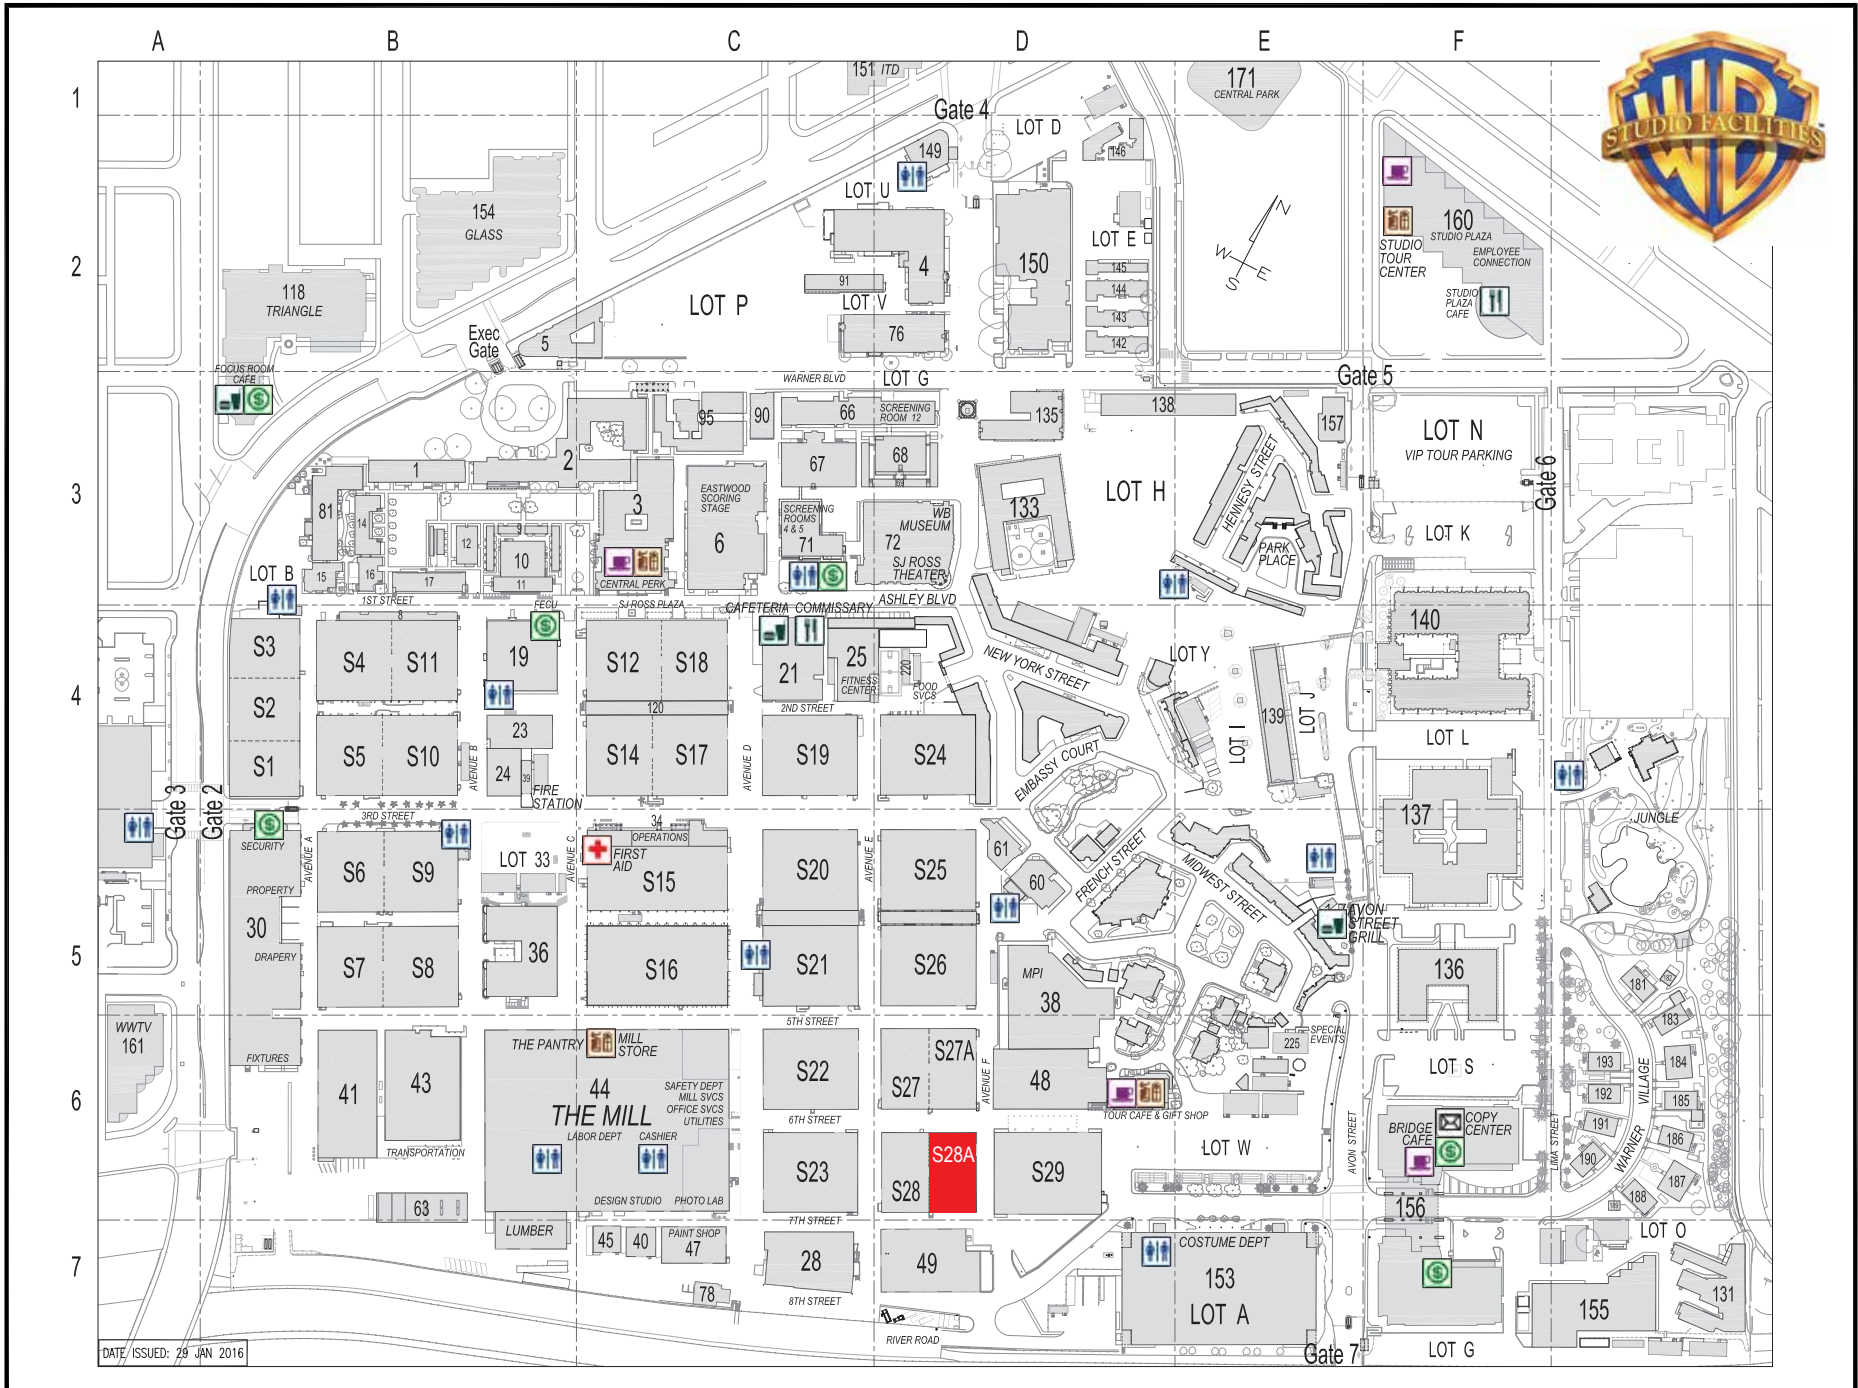 A
B
C
D
E
F
1
2
3
4
5
6
7
WB
STUDIO FACILITIES
TM
151 ITD
Gate 4
171
CENTRAL PARK
LOT D
149
146
LOT U
154
GLASS
160
STUDIO PLAZA
EMPLOYEE
CONNECTION
STUDIO
TOUR
CENTER
STUDIO
PLAZA
CAFE
N
W
E
S
LOT E
4
150
145
144
143
142
91
LOT V
76
118
TRIANGLE
LOT P
Exec
Gate
5
FOCUS ROOM
CAFE
WARNER BLVD
LOT G
Gate 5
95
90
66
SCREENING
ROOM 12
135
138
157
LOT N
VIP TOUR PARKING
Gate 6
1
2
67
68
69
HENNESY STREET
81
14
12
9
10
11
15
16
17
3
EASTWOOD
SCORING
STAGE
6
SCREENING
ROOMS
4 & 5
71
WB
MUSEUM
72
SJ ROSS
THEATER
133
LOT H
PARK
PLACE
LOT K
CENTRAL PERK
LOT B
1ST STREET
FECU
SJ ROSS PLAZA
CAFETERIA COMMISSARY
ASHLEY BLVD
8
S3
S4
S11
19
S12
S18
21
25
FITNESS
CENTER
220
FOOD
SVCS
NEW YORK STREET
LOT Y
140
S2
120
2ND STREET
23
139
LOT J
LOT I
LOT L
S1
S5
S10
AVENUE B
24
39
FIRE
STATION
S14
S17
AVENUE D
S19
S24
EMBASSY COURT
Gate 3
Gate 2
3RD STREET
34
OPERATIONS
137
JUNGLE
SECURITY
AVENUE A
S6
S9
LOT 33
AVENUE C
FIRST
AID
S15
S20
AVENUE E
S25
61
60
FRENCH STREET
MIDWEST STREET
AVON
STREET
GRILL
PROPERTY
30
DRAPERY
S7
S8
36
S16
S21
S26
MPI
38
136
181
182
183
WWTV
161
5TH STREET
SPECIAL
EVENTS
225
FIXTURES
41
43
THE PANTRY
MILL
STORE
44
THE MILL
SAFETY DEPT
MILL SVCS
OFFICE SVCS
UTILITIES
LABOR DEPT
CASHIER
S22
S27A
S27
AVENUE F
48
LOT S
193
184
192
VILLAGE
185
191
186
190
WARNER
187
188
189
TOUR CAFE & GIFT SHOP
6TH STREET
TRANSPORTATION
BRIDGE
CAFE
COPY
CENTER
LIMA STREET
AVON STREET
LOT W
S23
S28A
S28
S29
63
DESIGN STUDIO
PHOTO LAB
156
7TH STREET
LUMBER
45
40
PAINT SHOP
47
28
49
COSTUME DEPT
153
LOT A
LOT O
131
155
78
8TH STREET
RIVER ROAD
Gate 7
LOT G
DATE ISSUED: 29 JAN 2016